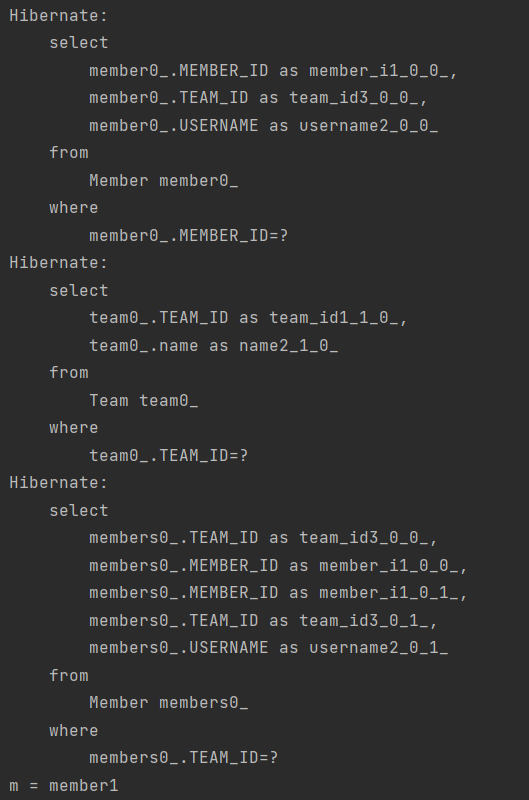 Hibernate:
    select
        member0_.MEMBER_ID as member_i1_0_0_,
        member0_.TEAM_ID as team_id3_0_0_,
        member0_.USERNAME as username2_0_0_
    from
        Member member0_
    where
        member0_.MEMBER_ID=?
Hibernate:
    select
        team0_.TEAM_ID as team_id1_1_0_,
        team0_.name as name2_1_0_
    from
        Team team0_
    where
        team0_.TEAM_ID=?
Hibernate:
    select
        members0_.TEAM_ID as team_id3_0_0_,
        members0_.MEMBER_ID as member_i1_0_0_,
        members0_.MEMBER_ID as member_i1_0_1_,
        members0_.TEAM_ID as team_id3_0_1_,
        members0_.USERNAME as username2_0_1_
    from
        Member members0_
    where
        members0_.TEAM_ID=?
m = member1